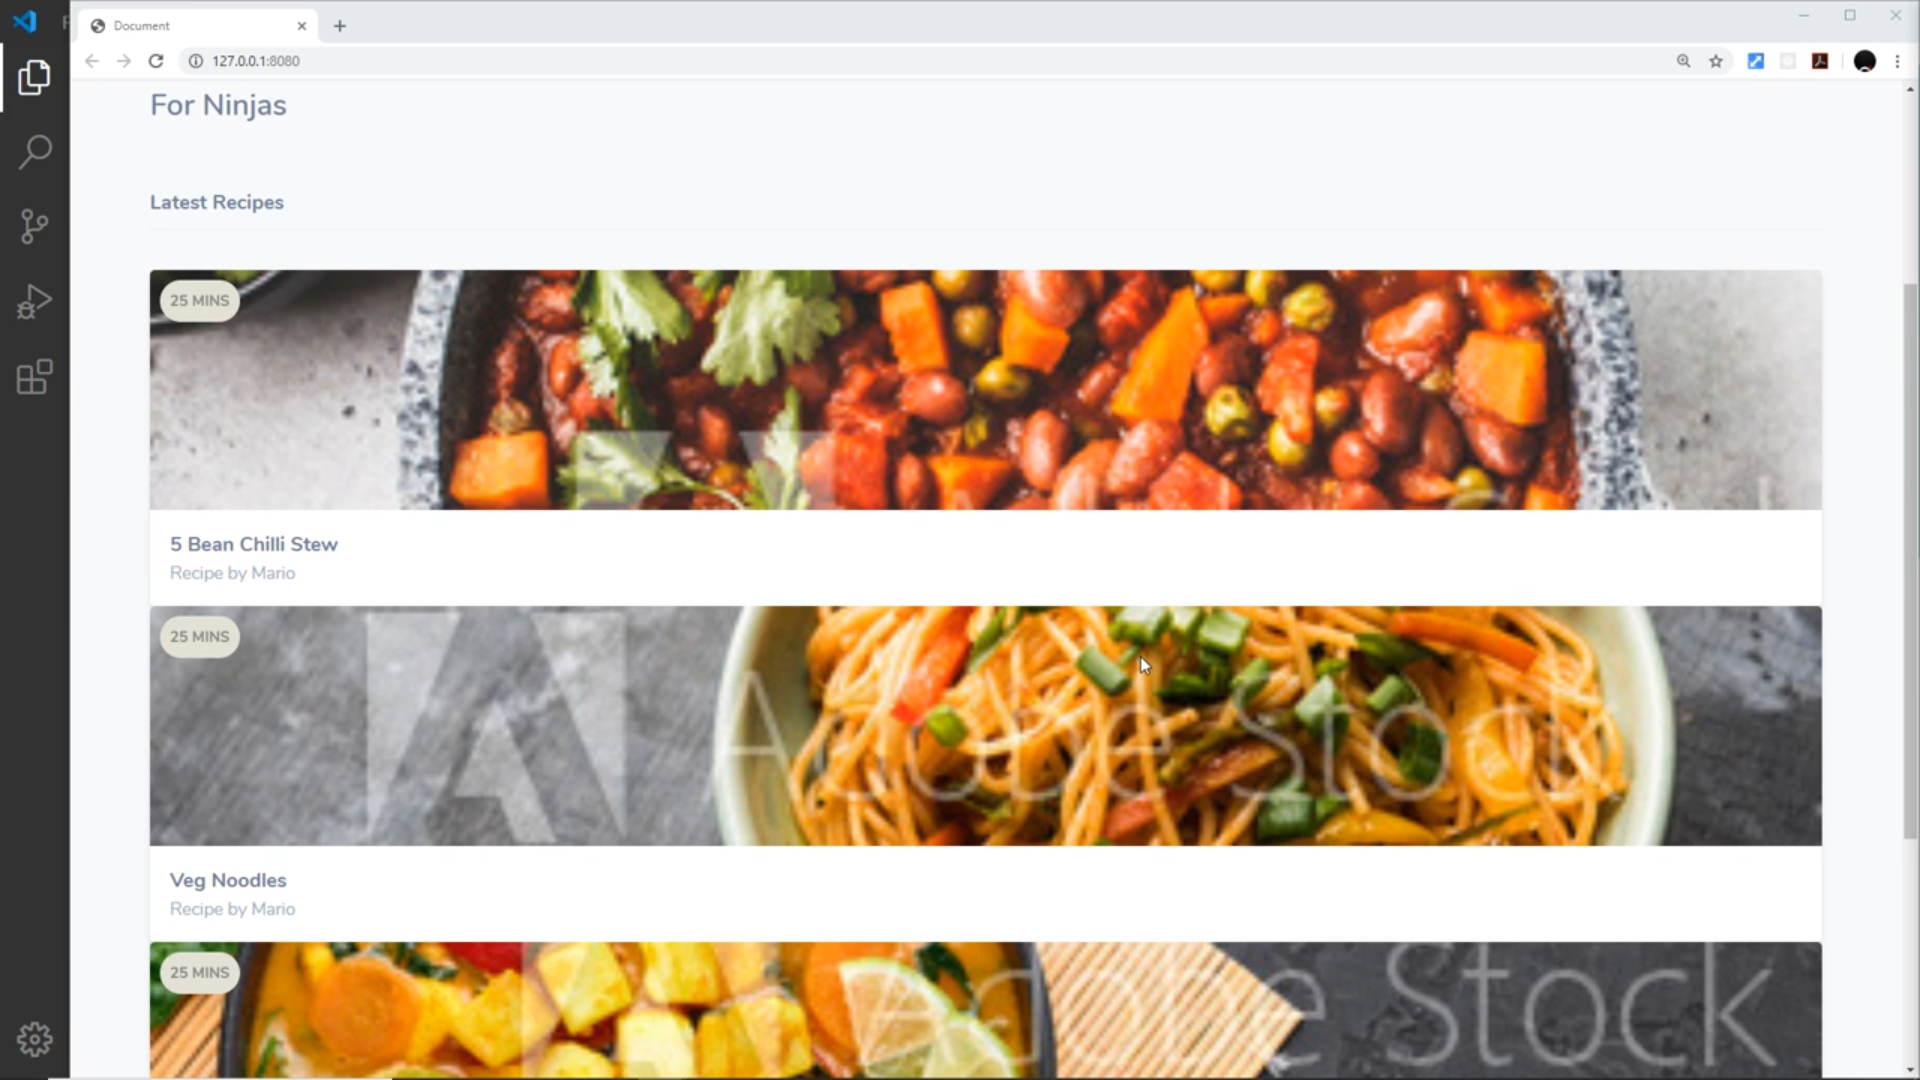 Document
127.0.0.1:8080
For Ninjas
Latest Recipes
25 MINS
5 Bean Chilli Stew
Recipe by Mario
25 MINS
Adobe Stock
Veg Noodles
Recipe by Mario
25 MINS
Adobe Stock